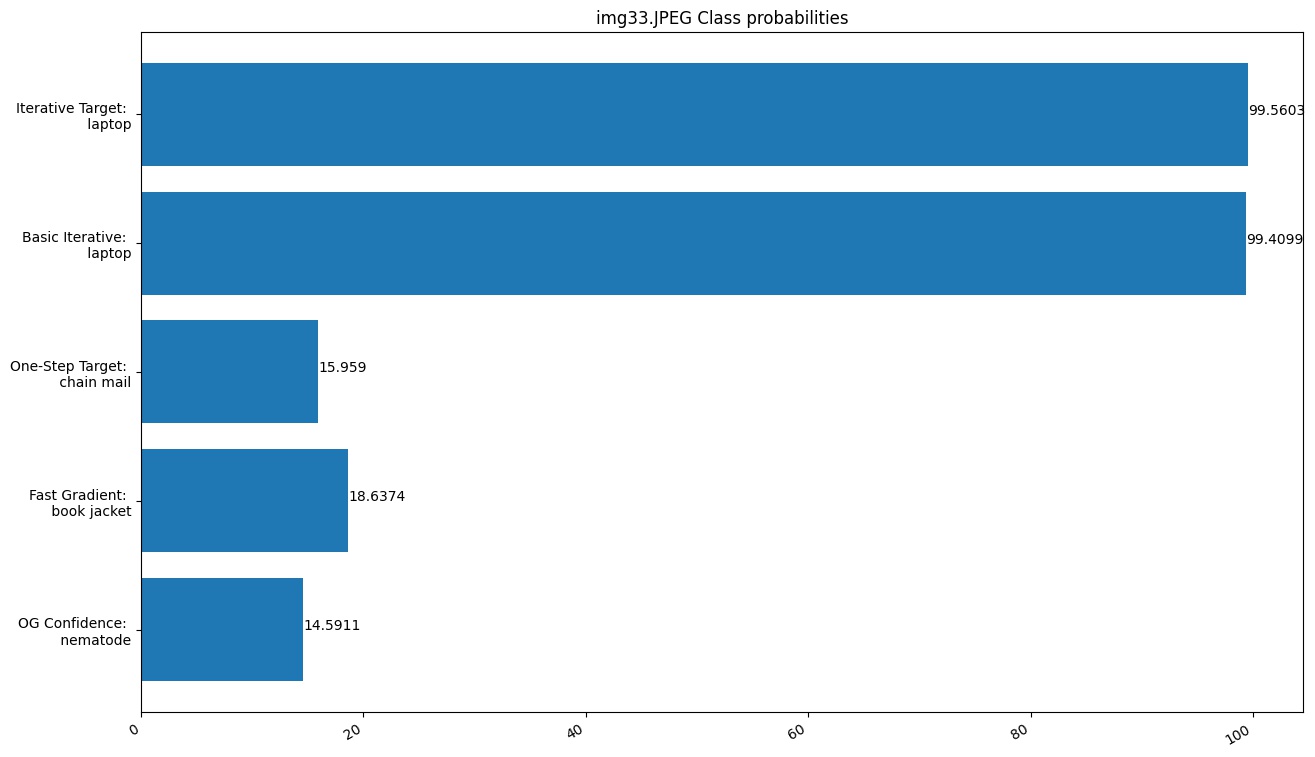 img33.JPEG Class probabilities
Iterative Target:
laptop
99.5603
Basic Iterative:
laptop
99.4099
One-Step Target:
chain mail
15.959
Fast Gradient:
book jacket
18.6374
OG Confidence:
nematode
14.5911
0
20
40
60
80
100